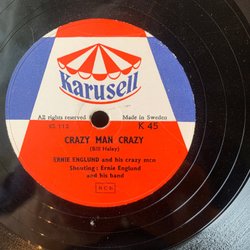 Karusell
All rights reserved
Made in Sweden
K 45
CRAZY MAN CRAZY
(Bill Haley)
ERNIE ENGLUND and his crazy men
Shouting: Ernie Englund
and his band
NCB